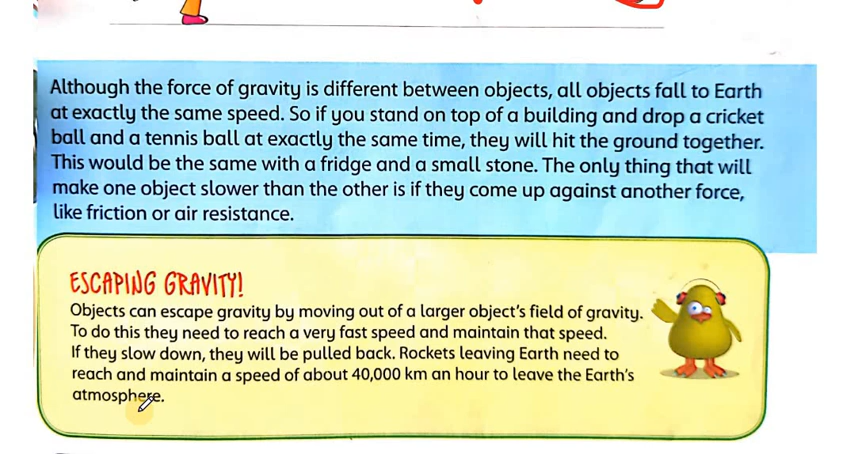 Although the force of gravity is different between objects, all objects fall to Earth
at exactly the same speed. So if you stand on top of a building and drop a cricket
ball and a tennis ball at exactly the same time, they will hit the ground together.
This would be the same with a fridge and a small stone. The only thing that will
make one object slower than the other is if they come up against another force,
like friction or air resistance.
ESCAPING GRAVITY!
Objects can escape gravity by moving out of a larger object's field of gravity.
To do this they need to reach a very fast speed and maintain that speed.
If they slow down, they will be pulled back. Rockets leaving Earth need to
reach and maintain a speed of about 40,000 km an hour to leave the Earth's
atmosphere.